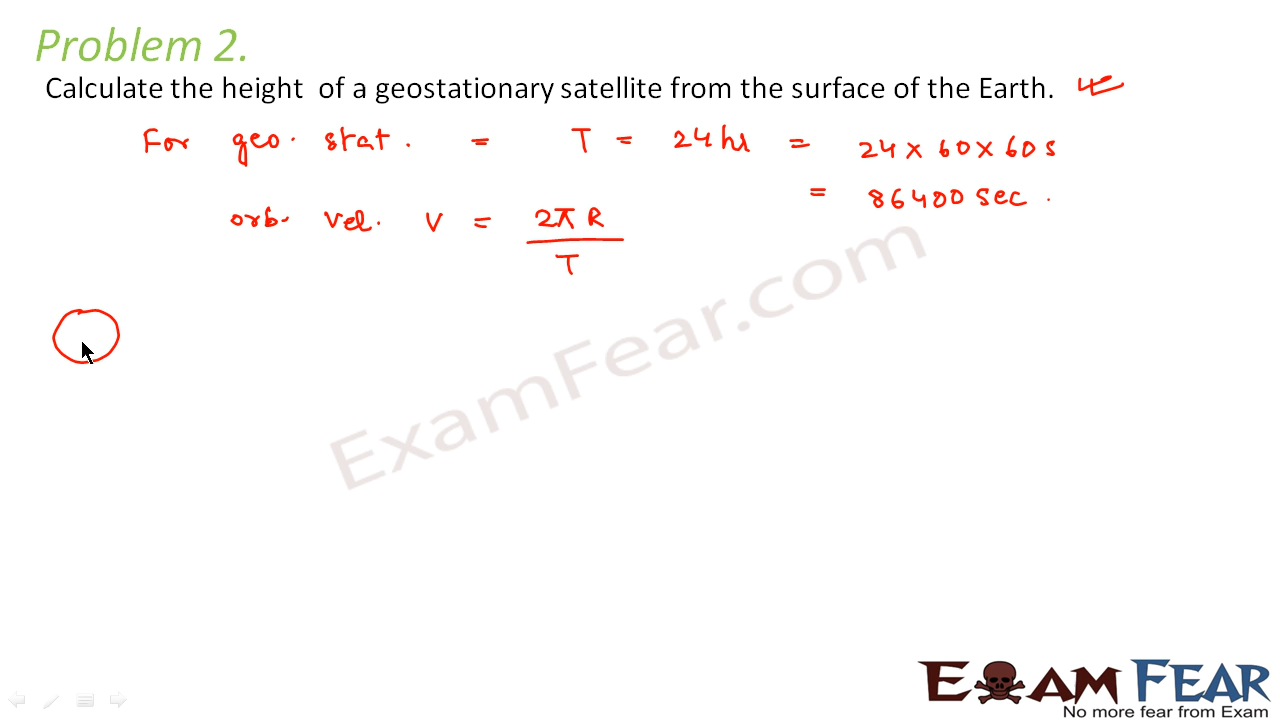 Problem 2.
Calculate the height of a geostationary satellite from the surface of the Earth.
For geo. stat. = T = 24 hr = 24 x 60 x 60 s
= 86400 sec.
orb. vel. V = 2π R / T
ExamFear.com
EXAM FEAR
No more fear from Exam